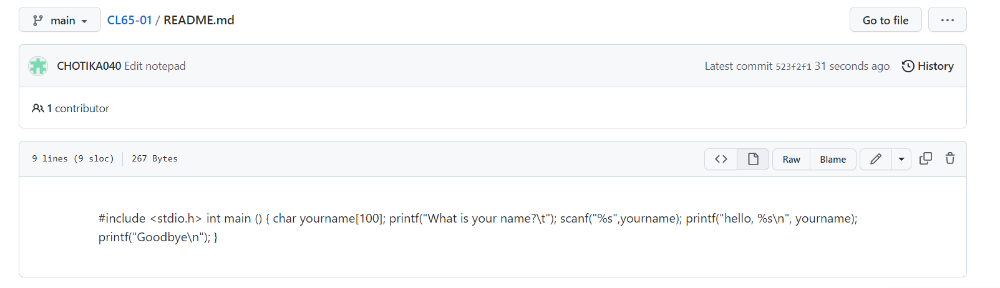 main CL65-01 / README.md Go to file ...
CHOTIKA040 Edit notepad Latest commit 523f2f1 31 seconds ago History
1 contributor
9 lines (9 sloc) 267 Bytes <> Raw Blame
#include <stdio.h> int main () { char yourname[100]; printf("What is your name?\t"); scanf("%s",yourname); printf("hello, %s\n", yourname);
printf("Goodbye\n"); }